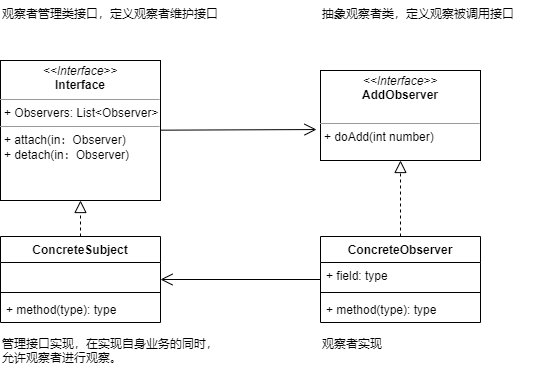 观察者管理类接口，定义观察者维护接口
抽象观察者类，定义观察被调用接口
<<Interface>>
Interface
+ Observers: List<Observer>
+ attach(in：Observer)
+ detach(in：Observer)
<<Interface>>
AddObserver
+ doAdd(int number)
ConcreteSubject
+ method(type): type
ConcreteObserver
+ field: type
+ method(type): type
管理接口实现，在实现自身业务的同时，
允许观察者进行观察。
观察者实现